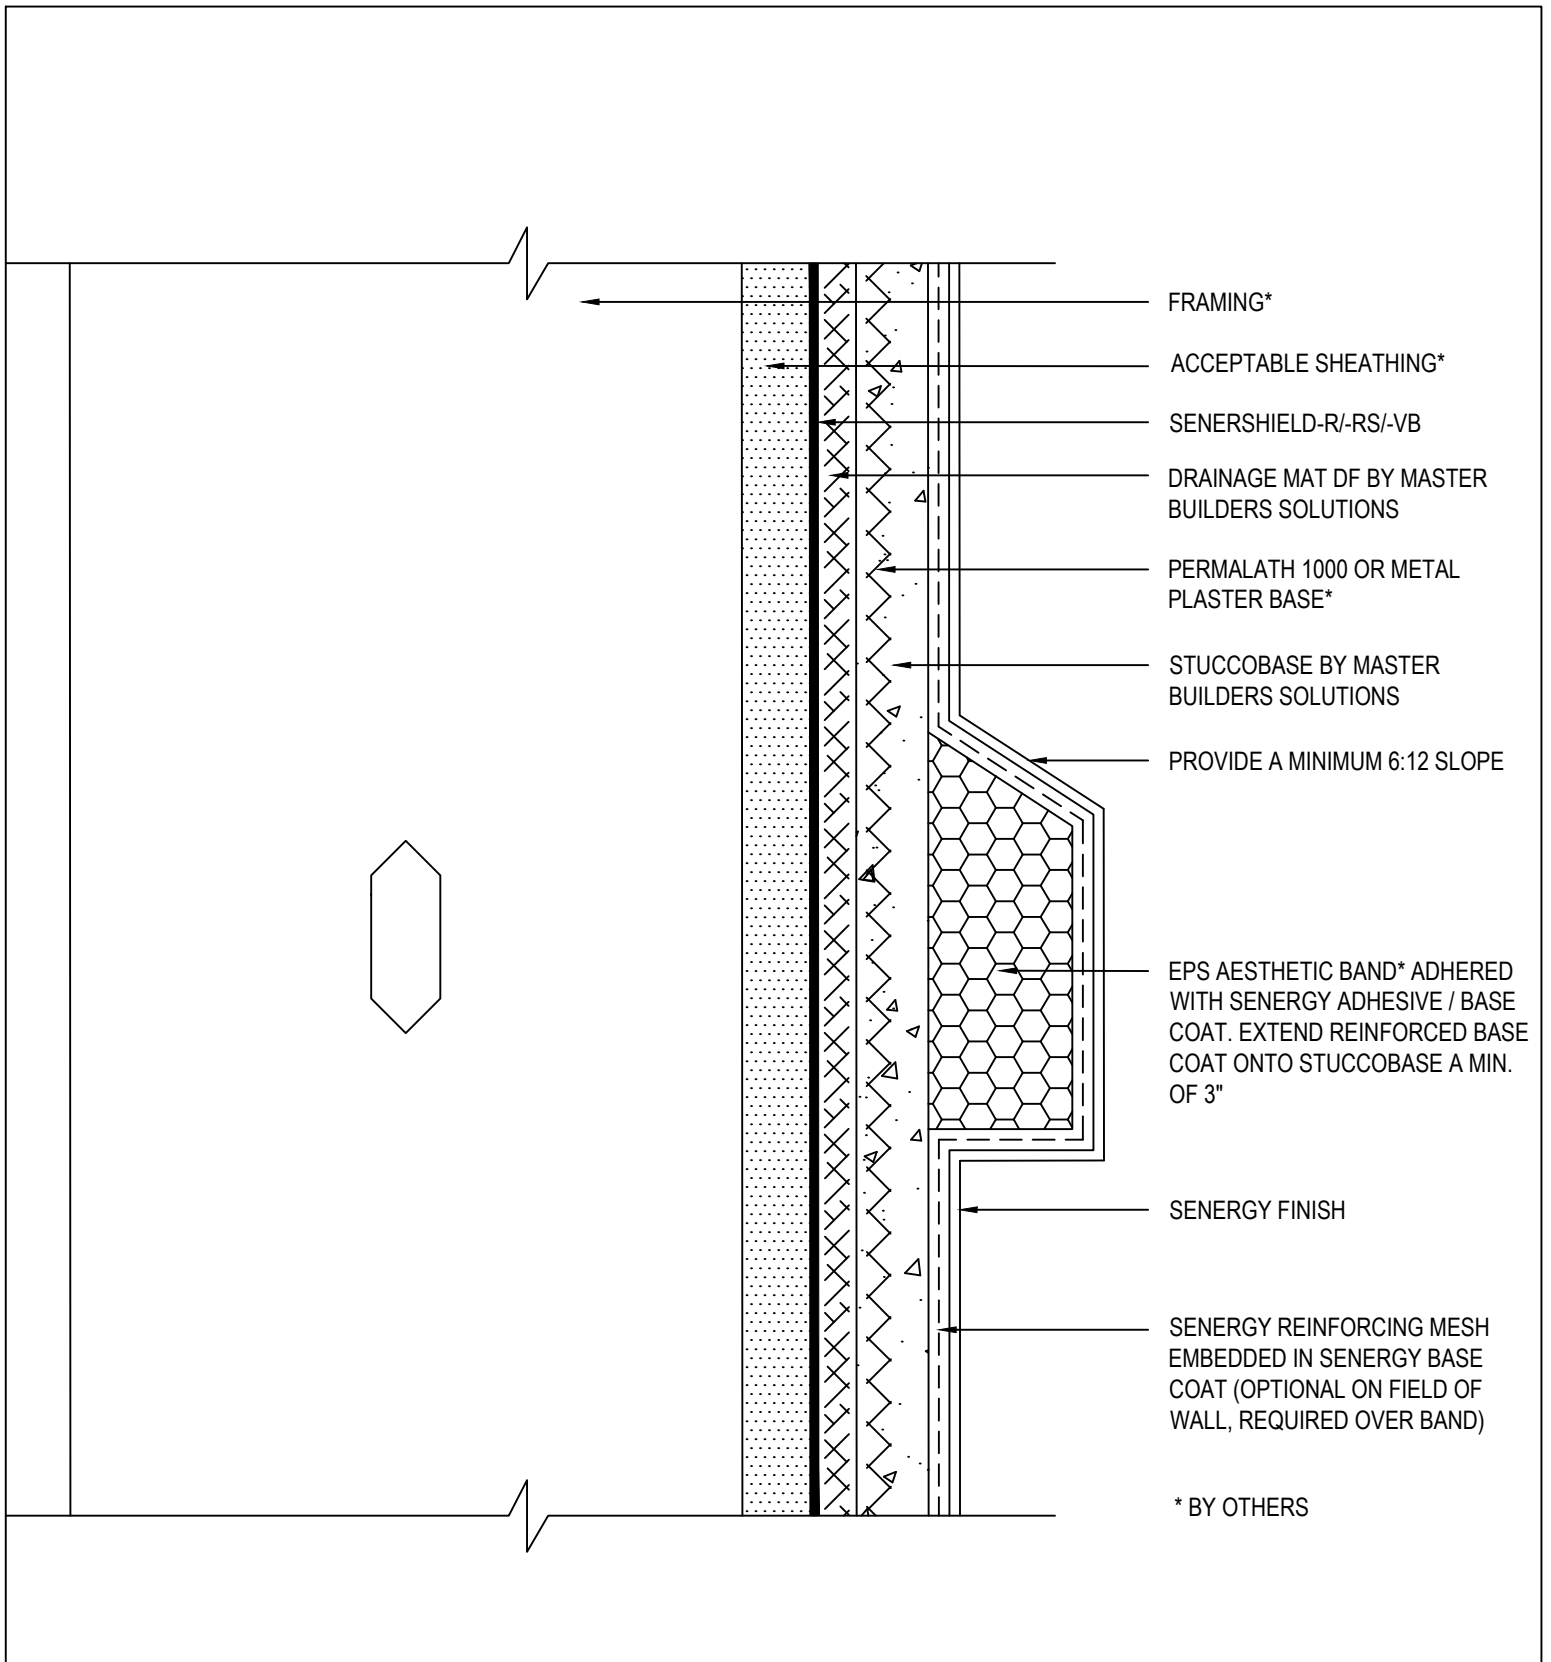 FRAMING*
ACCEPTABLE SHEATHING*
SENERSHIELD-R/-RS/-VB
DRAINAGE MAT DF BY MASTER
BUILDERS SOLUTIONS
PERMALATH 1000 OR METAL
PLASTER BASE*
STUCCOBASE BY MASTER
BUILDERS SOLUTIONS
PROVIDE A MINIMUM 6:12 SLOPE
EPS AESTHETIC BAND* ADHERED
WITH SENERGY ADHESIVE / BASE
COAT. EXTEND REINFORCED BASE
COAT ONTO STUCCOBASE A MIN.
OF 3"
SENERGY FINISH
SENERGY REINFORCING MESH
EMBEDDED IN SENERGY BASE
COAT (OPTIONAL ON FIELD OF
WALL, REQUIRED OVER BAND)
* BY OTHERS